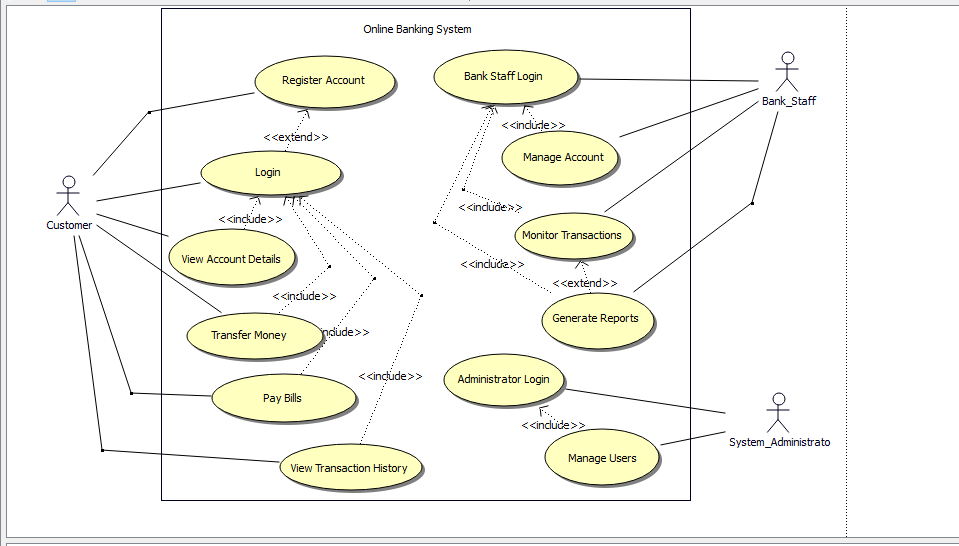 Online Banking System
Register Account
Bank Staff Login
Bank_Staff
<<extend>>
<<include>>
Manage Account
Login
Customer
<<include>>
<<include>>
View Account Details
Monitor Transactions
<<include>>
<<extend>>
<<include>>
Generate Reports
Transfer Money
nclude>>
<<include>>
Administrator Login
Pay Bills
<<include>>
System_Administrato
View Transaction History
Manage Users